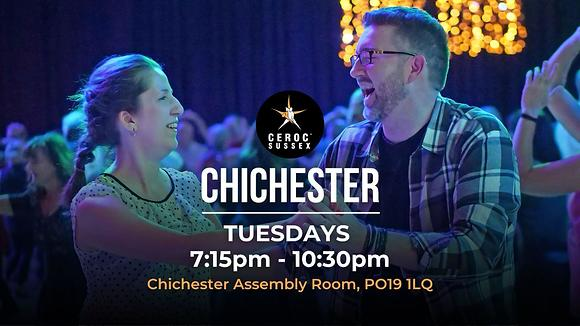 CEROC
SUSSEX
CHICHESTER
TUESDAYS
7:15pm - 10:30pm
Chichester Assembly Room, PO19 1LQ